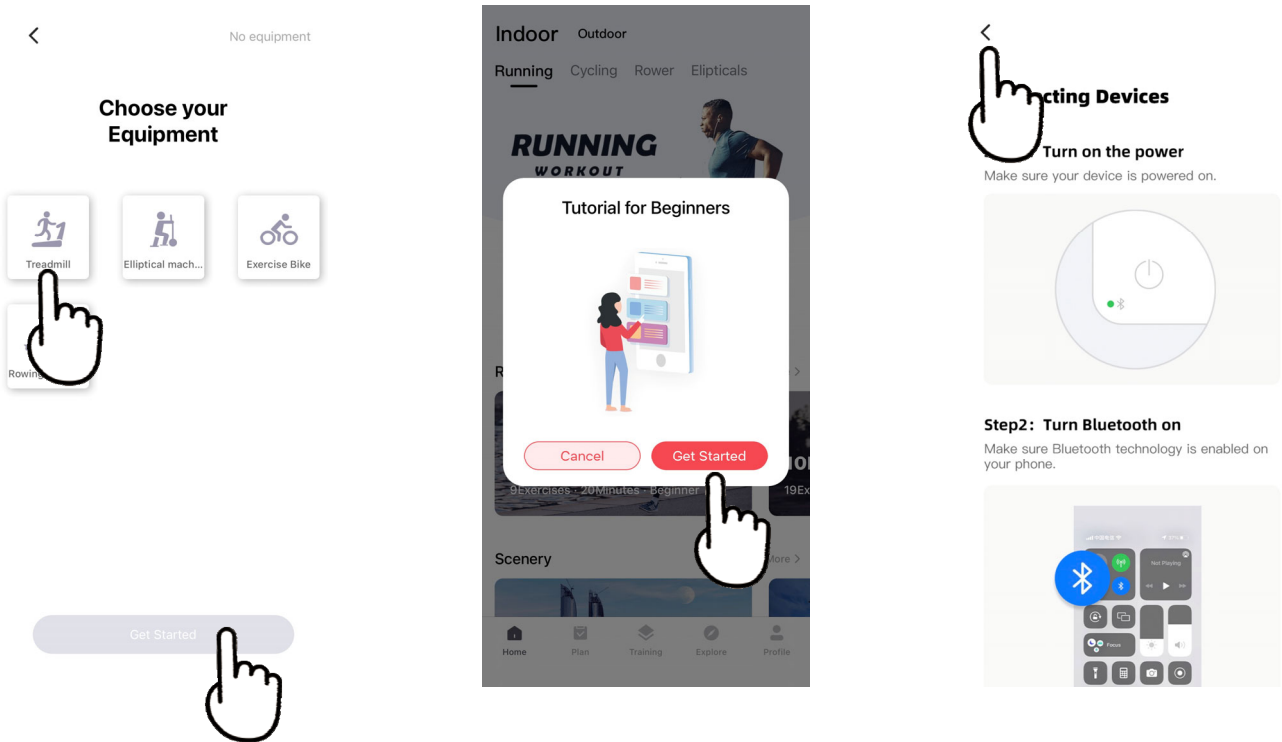 No equipment
Choose your
Equipment
Treadmill
Elliptical mach...
Exercise Bike
Rowing
Get Started
Indoor Outdoor
Running Cycling Rower Elipticals
RUNNING
WORKOUT
Tutorial for Beginners
Cancel
Get Started
9Exercises · 20Minutes · Beginner
19Ex
Scenery
More >
Home Plan Training Explore Profile
cting Devices
Turn on the power
Make sure your device is powered on.
Step2: Turn Bluetooth on
Make sure Bluetooth technology is enabled on
your phone.
Not Playing
Focus